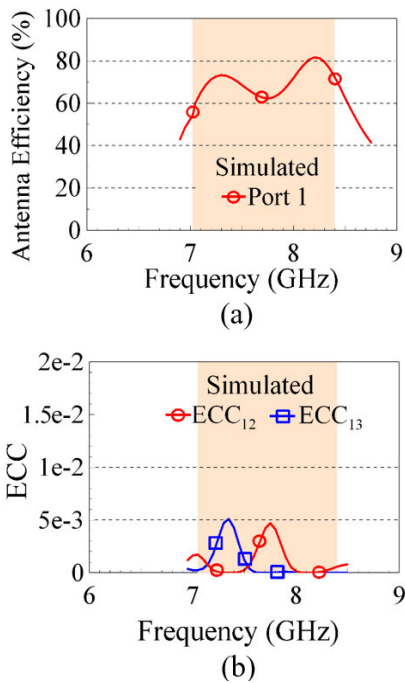 Antenna Efficiency (%)
100
80
60
40
20
0
Simulated
Port 1
6
7
8
9
Frequency (GHz)
(a)
ECC
2e-2
1.5e-2
1e-2
5e-3
0
Simulated
ECC₁₂
ECC₁₃
6
7
8
9
Frequency (GHz)
(b)